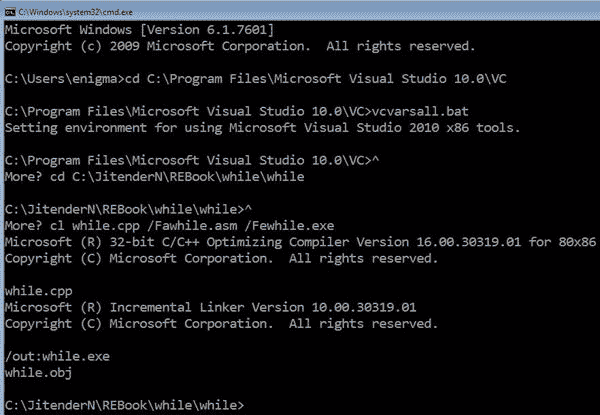 C:\Windows\system32\cmd.exe
Microsoft Windows [Version 6.1.7601]
Copyright (c) 2009 Microsoft Corporation.  All rights reserved.
C:\Users\enigma>cd C:\Program Files\Microsoft Visual Studio 10.0\VC
C:\Program Files\Microsoft Visual Studio 10.0\VC>vcvarsall.bat
Setting environment for using Microsoft Visual Studio 2010 x86 tools.
C:\Program Files\Microsoft Visual Studio 10.0\VC>^
More? cd C:\JitenderN\REBook\while\while
C:\JitenderN\REBook\while\while>^
More? cl while.cpp /Fawhile.asm /Fewhile.exe
Microsoft (R) 32-bit C/C++ Optimizing Compiler Version 16.00.30319.01 for 80x86
Copyright (C) Microsoft Corporation.  All rights reserved.
while.cpp
Microsoft (R) Incremental Linker Version 10.00.30319.01
Copyright (C) Microsoft Corporation.  All rights reserved.
/out:while.exe
while.obj
C:\JitenderN\REBook\while\while>